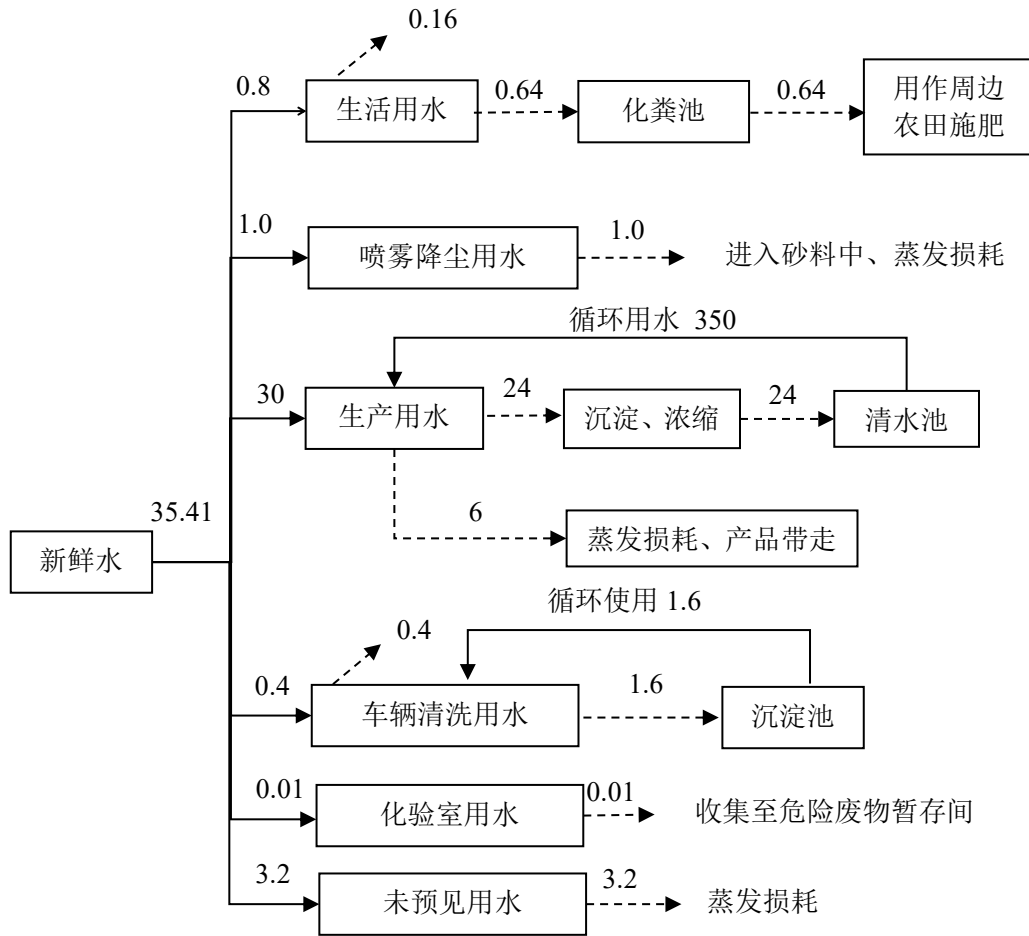 0.16
0.8
生活用水
0.64
化粪池
0.64
用作周边
农田施肥
1.0
喷雾降尘用水
1.0
进入砂料中、蒸发损耗
循环用水 350
30
生产用水
24
沉淀、浓缩
24
清水池
6
蒸发损耗、产品带走
35.41
新鲜水
循环使用 1.6
0.4
0.4
车辆清洗用水
1.6
沉淀池
0.01
化验室用水
0.01
收集至危险废物暂存间
3.2
未预见用水
3.2
蒸发损耗